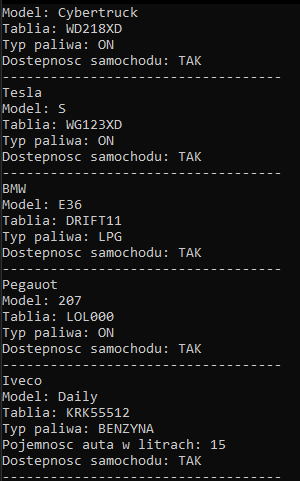 Model: Cybertruck
Tablia: WD218XD
Typ paliwa: ON
Dostepnosc samochodu: TAK
-----------------------------------
Tesla
Model: S
Tablia: WG123XD
Typ paliwa: ON
Dostepnosc samochodu: TAK
-----------------------------------
BMW
Model: E36
Tablia: DRIFT11
Typ paliwa: LPG
Dostepnosc samochodu: TAK
-----------------------------------
Pegauot
Model: 207
Tablia: LOL000
Typ paliwa: ON
Dostepnosc samochodu: TAK
-----------------------------------
Iveco
Model: Daily
Tablia: KRK55512
Typ paliwa: BENZYNA
Pojemnosc auta w litrach: 15
Dostepnosc samochodu: TAK
-----------------------------------